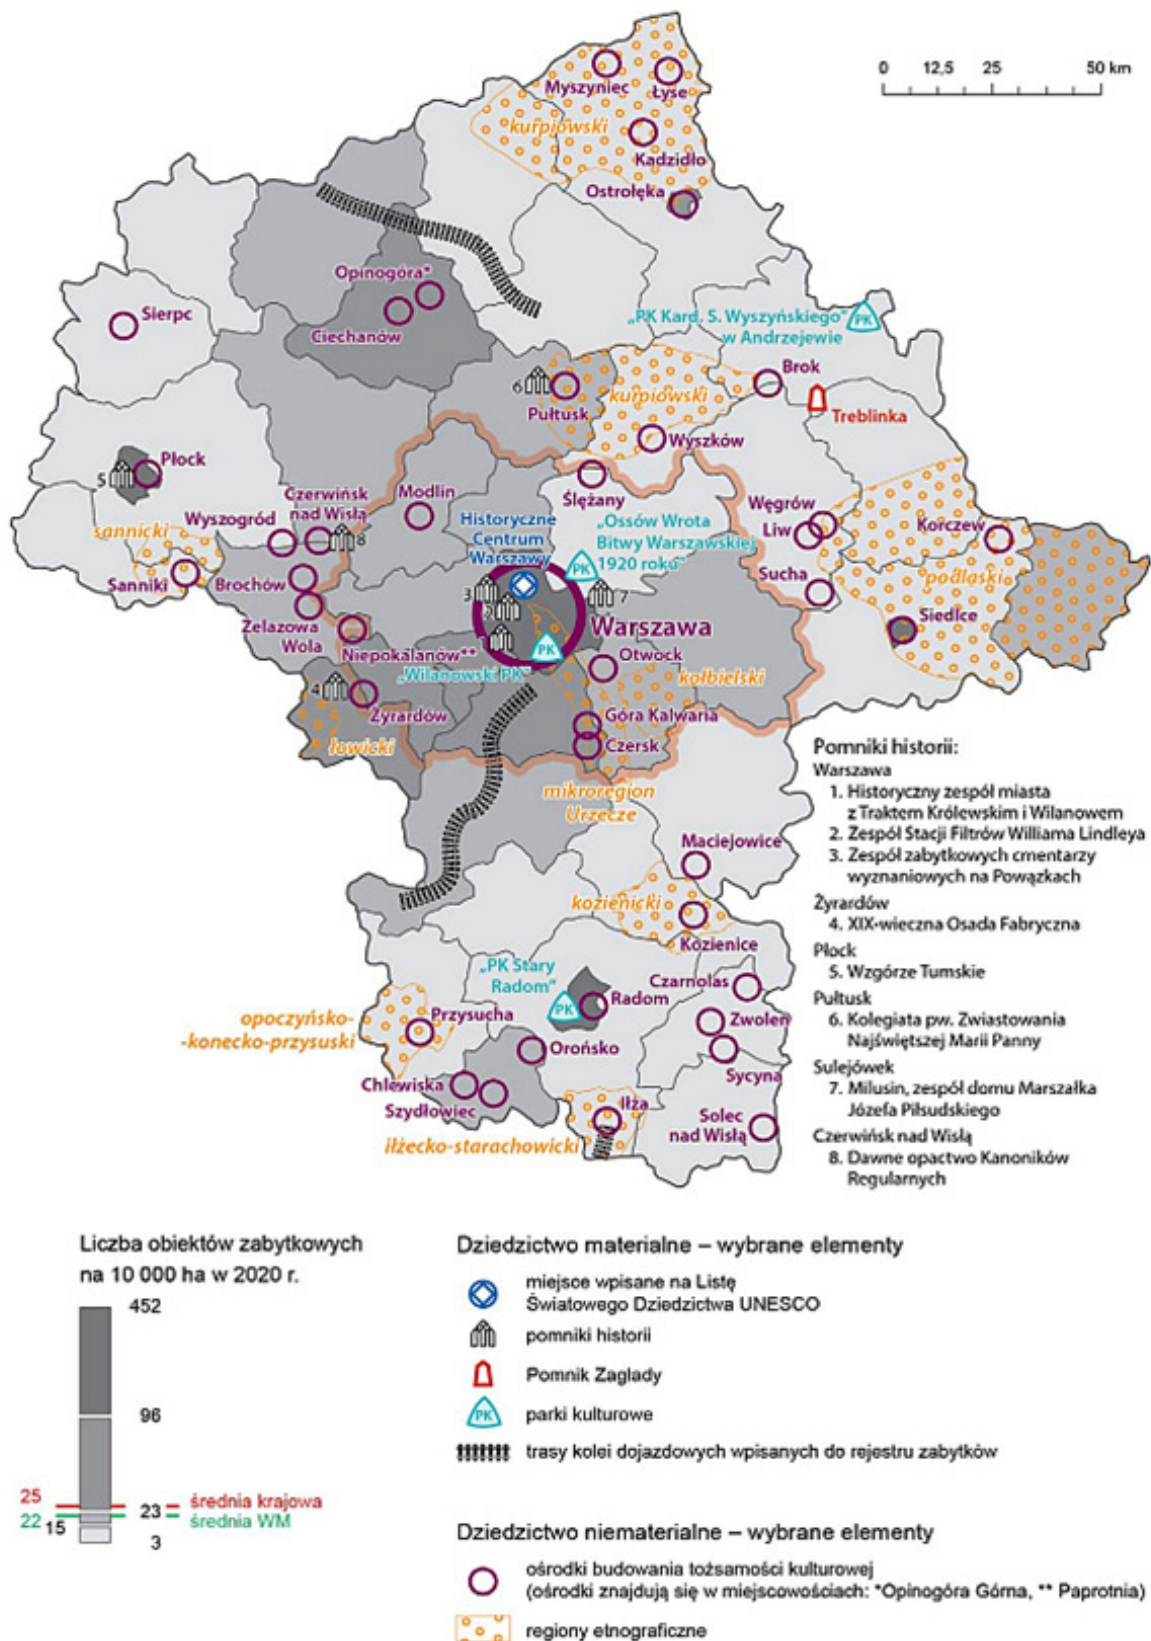 0 12,5 25 50 km
Myszyniec
Łyse
kurpiowski
Kadzidło
Ostrołęka
Opinogóra*
Ciechanów
Sierpc
„PK Kard. S. Wyszyńskiego"
w Andrzejewie
PK
Brok
6
Pułtusk
kurpiowski
Treblinka
Wyszków
5
Płock
Modlin
Ślężany
Czerwińsk
nad Wisłą
8
Wyszogród
Historyczne
Centrum
Warszawy
„Ossów Wrota
Bitwy Warszawskiej
1920 roku"
PK
Węgrów
Liw
Korczew
sannicki
Sanniki
Brochów
Sucha
podlaski
3
2
7
Siedlce
Żelazowa
Wola
Warszawa
Niepokalanów**
PK
„Wilanowski PK"
Otwock
kołbielski
4
Żyrardów
łowicki
Góra Kalwaria
Czersk
mikroregion
Urzecze
Maciejowice
kozienicki
Kozienice
„PK Stary
Radom"
PK
Radom
Czarnolas
opoczyńsko-
-konecko-przysuski
Przysucha
Zwoleń
Orońsko
Sycyna
Chlewiska
Szydłowiec
Iłża
Solec
nad Wisłą
iłżecko-starachowicki
Pomniki historii:
Warszawa
1. Historyczny zespół miasta
z Traktem Królewskim i Wilanowem
2. Zespół Stacji Filtrów Williama Lindleya
3. Zespół zabytkowych cmentarzy
wyznaniowych na Powązkach
Żyrardów
4. XIX-wieczna Osada Fabryczna
Płock
5. Wzgórze Tumskie
Pułtusk
6. Kolegiata pw. Zwiastowania
Najświętszej Marii Panny
Sulejówek
7. Milusin, zespół domu Marszałka
Józefa Piłsudskiego
Czerwińsk nad Wisłą
8. Dawne opactwo Kanoników
Regularnych
Liczba obiektów zabytkowych
na 10 000 ha w 2020 r.
452
96
25 średnia krajowa
23
22 średnia WM
15
3
Dziedzictwo materialne – wybrane elementy
miejsce wpisane na Listę
Światowego Dziedzictwa UNESCO
pomniki historii
Pomnik Zagłady
PK parki kulturowe
trasy kolei dojazdowych wpisanych do rejestru zabytków
Dziedzictwo niematerialne – wybrane elementy
ośrodki budowania tożsamości kulturowej
(ośrodki znajdują się w miejscowościach: *Opinogóra Górna, ** Paprotnia)
regiony etnograficzne